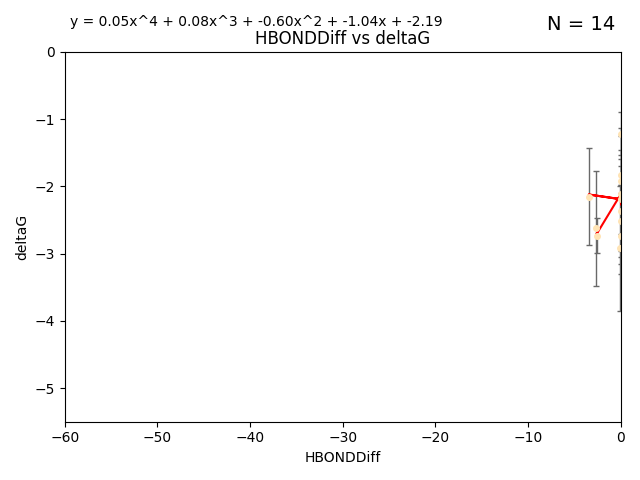 y = 0.05x^4 + 0.08x^3 + -0.60x^2 + -1.04x + -2.19
N = 14
HBONDDiff vs deltaG
deltaG
0
−1
−2
−3
−4
−5
−60 −50 −40 −30 −20 −10 0
HBONDDiff